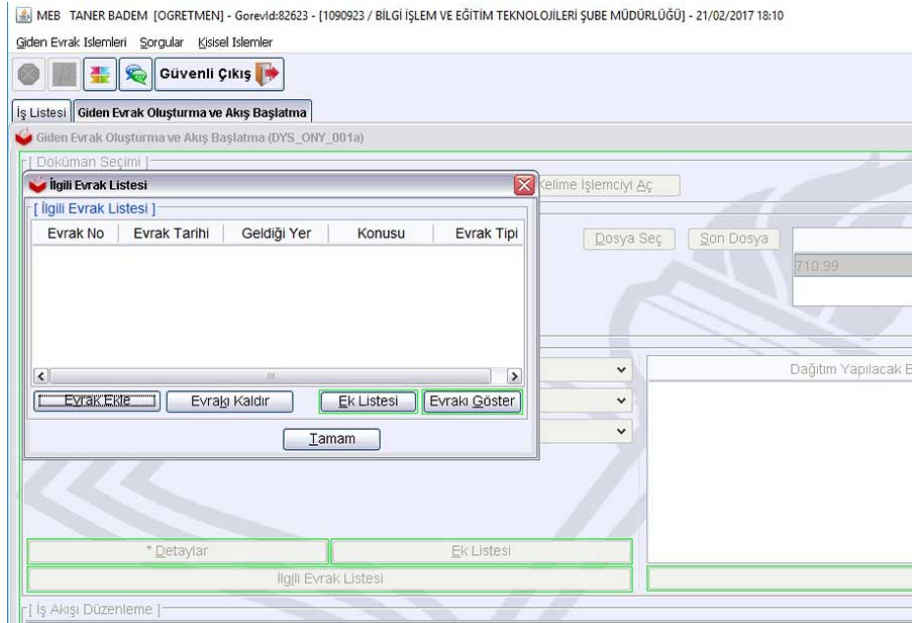 MEB TANER BADEM [OGRETMEN] - GorevId:82623 - [1090923 / BİLGİ İŞLEM VE EĞİTİM TEKNOLOJİLERİ ŞUBE MÜDÜRLÜĞÜ] - 21/02/2017 18:10
Giden Evrak Islemleri Sorgular Kisisel Islemler
Güvenli Çıkış
İş Listesi Giden Evrak Oluşturma ve Akış Başlatma
Giden Evrak Oluşturma ve Akış Başlatma (DYS_ONY_001a)
[ Doküman Seçimi ]
İlgili Evrak Listesi
Kelime İşlemciyi Aç
[ İlgili Evrak Listesi ]
Evrak No Evrak Tarihi Geldiği Yer Konusu Evrak Tipi
Dosya Seç Son Dosya
710.99
Dağıtım Yapılacak B
Evrak Ekle Evrakı Kaldır Ek Listesi Evrakı Göster
Tamam
* Detaylar Ek Listesi
İlgili Evrak Listesi
[ İş Akışı Düzenleme ]